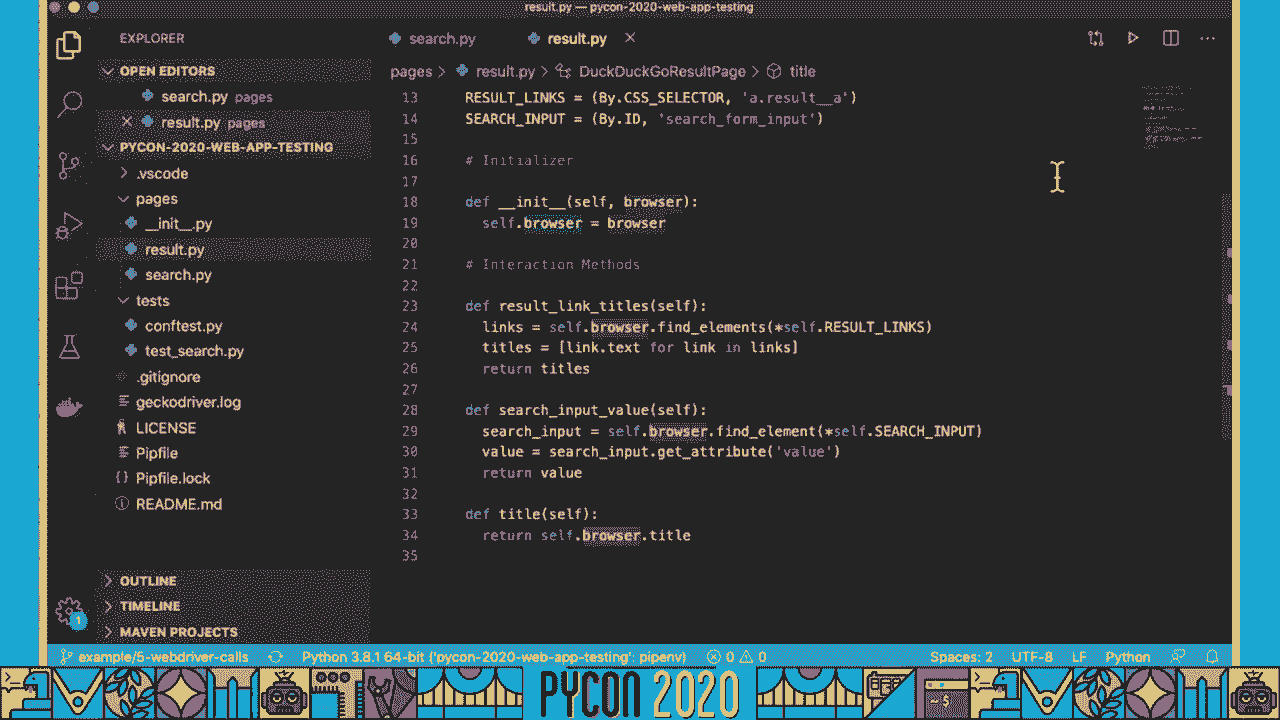 result.py — pycon-2020-web-app-testing
EXPLORER
OPEN EDITORS
search.py pages
result.py pages
PYCON-2020-WEB-APP-TESTING
.vscode
pages
__init__.py
result.py
search.py
tests
conftest.py
test_search.py
.gitignore
geckodriver.log
LICENSE
Pipfile
Pipfile.lock
README.md
OUTLINE
TIMELINE
MAVEN PROJECTS
1
search.py result.py
pages > result.py > DuckDuckGoResultPage > title
13 RESULT_LINKS = (By.CSS_SELECTOR, 'a.result__a')
14 SEARCH_INPUT = (By.ID, 'search_form_input')
15
16 # Initializer
17
18 def __init__(self, browser):
19 self.browser = browser
20
21 # Interaction Methods
22
23 def result_link_titles(self):
24 links = self.browser.find_elements(*self.RESULT_LINKS)
25 titles = [link.text for link in links]
26 return titles
27
28 def search_input_value(self):
29 search_input = self.browser.find_element(*self.SEARCH_INPUT)
30 value = search_input.get_attribute('value')
31 return value
32
33 def title(self):
34 return self.browser.title
35
example/5-webdriver-calls Python 3.8.1 64-bit ('pycon-2020-web-app-testing': pipenv) 0 0 Spaces: 2 UTF-8 LF Python
PYCON 2020